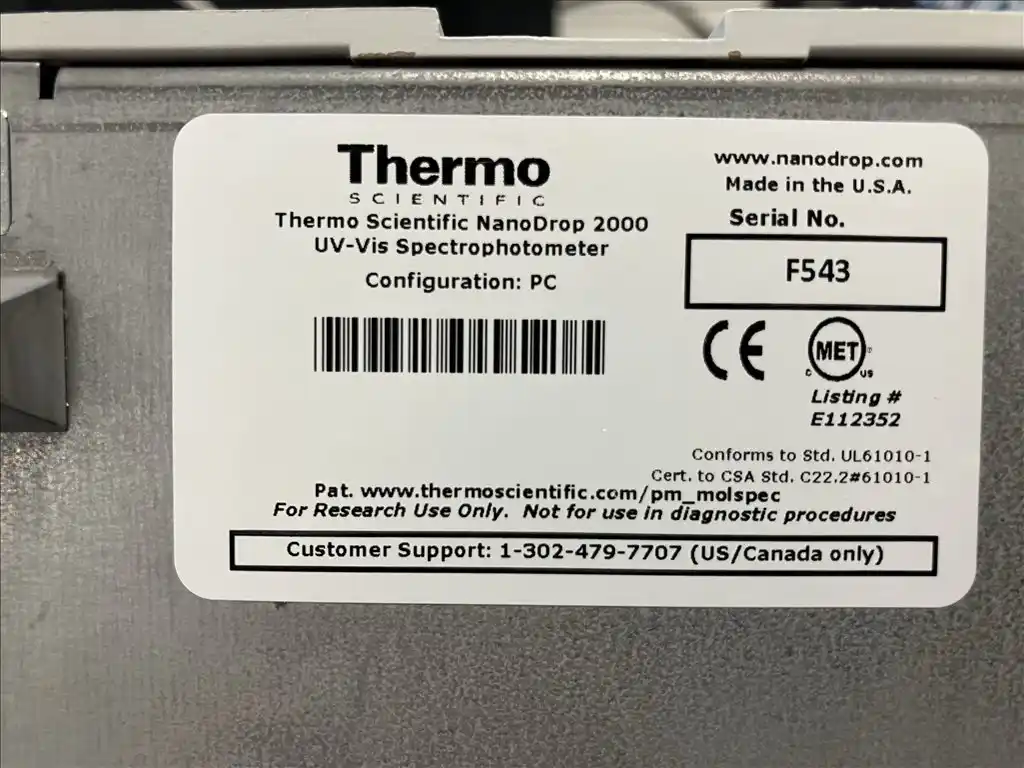 Thermo
SCIENTIFIC
Thermo Scientific NanoDrop 2000
UV-Vis Spectrophotometer
Configuration: PC
www.nanodrop.com
Made in the U.S.A.
Serial No.
F543
CE
MET®
C US
Listing #
E112352
Conforms to Std. UL61010-1
Cert. to CSA Std. C22.2#61010-1
Pat. www.thermoscientific.com/pm_molspec
For Research Use Only. Not for use in diagnostic procedures
Customer Support: 1-302-479-7707 (US/Canada only)